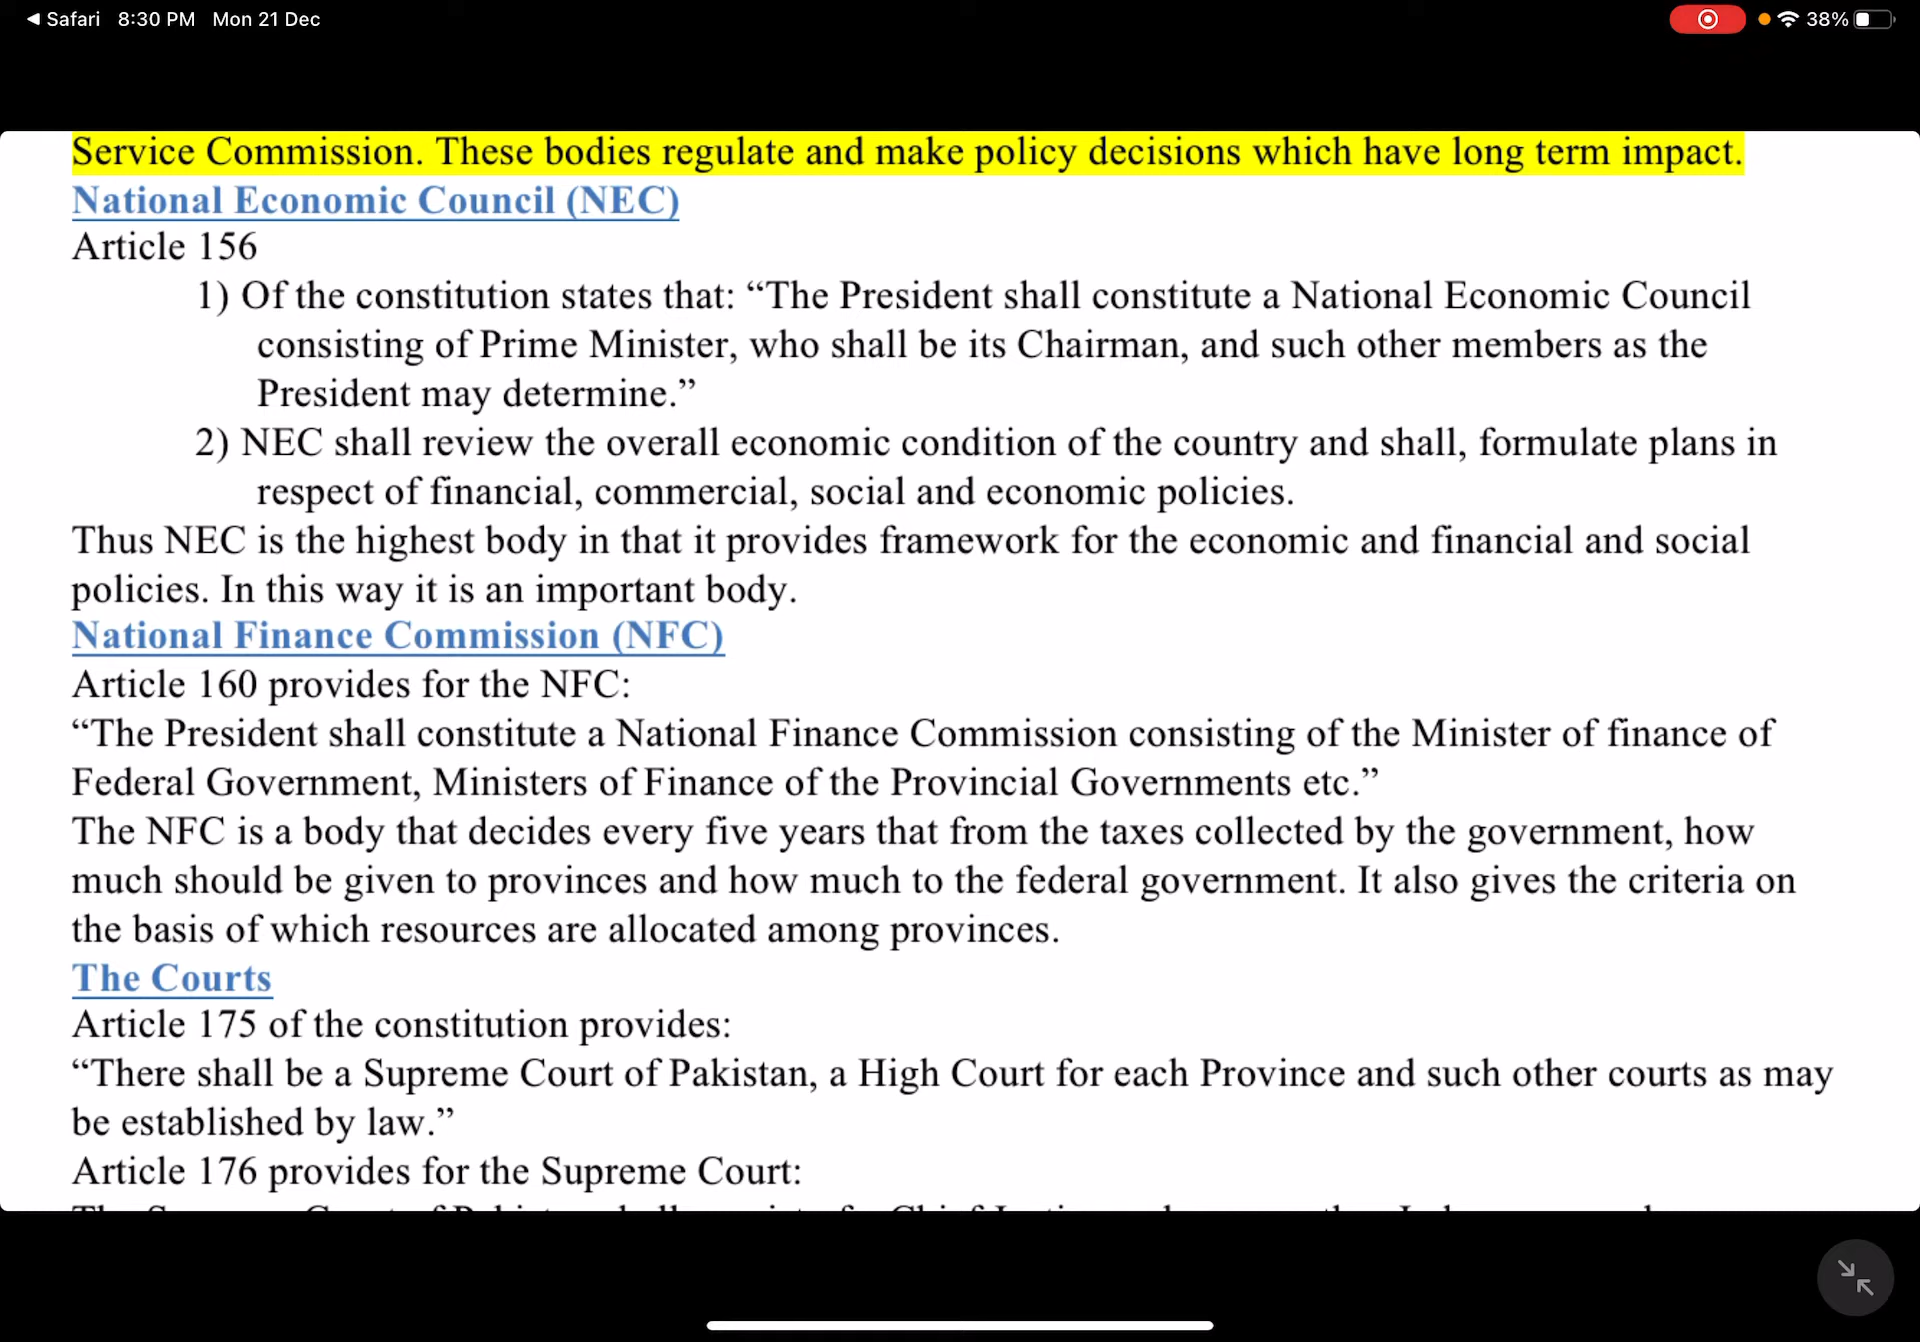 Safari 8:30 PM Mon 21 Dec 38%
Service Commission. These bodies regulate and make policy decisions which have long term impact.
National Economic Council (NEC)
Article 156
1) Of the constitution states that: “The President shall constitute a National Economic Council
consisting of Prime Minister, who shall be its Chairman, and such other members as the
President may determine.”
2) NEC shall review the overall economic condition of the country and shall, formulate plans in
respect of financial, commercial, social and economic policies.
Thus NEC is the highest body in that it provides framework for the economic and financial and social
policies. In this way it is an important body.
National Finance Commission (NFC)
Article 160 provides for the NFC:
“The President shall constitute a National Finance Commission consisting of the Minister of finance of
Federal Government, Ministers of Finance of the Provincial Governments etc.”
The NFC is a body that decides every five years that from the taxes collected by the government, how
much should be given to provinces and how much to the federal government. It also gives the criteria on
the basis of which resources are allocated among provinces.
The Courts
Article 175 of the constitution provides:
“There shall be a Supreme Court of Pakistan, a High Court for each Province and such other courts as may
be established by law.”
Article 176 provides for the Supreme Court: